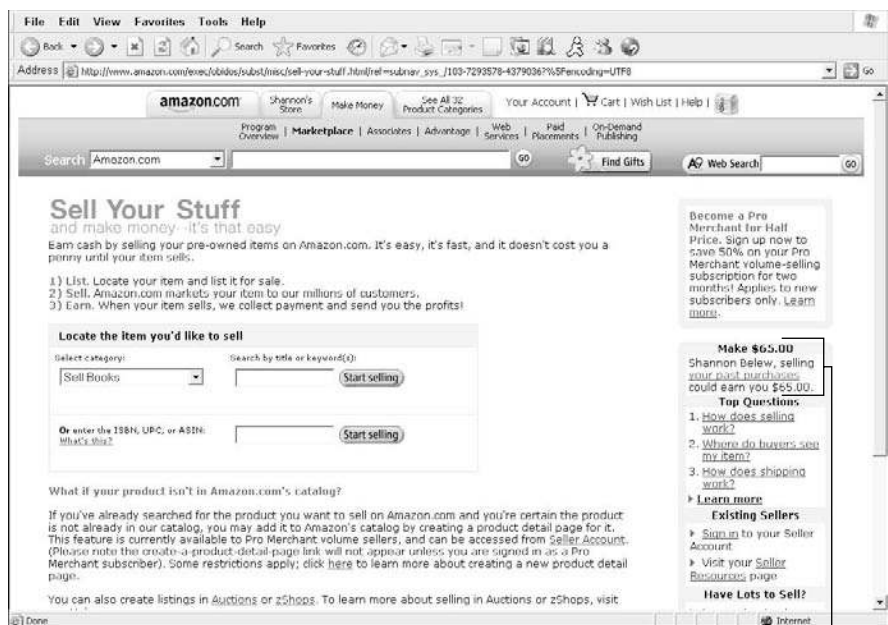 File Edit View Favorites Tools Help
Back Search Favorites
Address http://www.amazon.com/exec/obidos/subst/misc/sell-your-stuff.html/ref=subnav_sys_/103-7293578-4379036?%5Fencoding=UTF8 Go
amazon.com Shannon's Store Make Money See All 32 Product Categories Your Account | Cart | Wish List | Help |
Program Overview | Marketplace | Associates | Advantage | Web Services | Paid Placements | On-Demand Publishing
Search Amazon.com GO Find Gifts A9 Web Search GO
Sell Your Stuff
and make money--it's that easy
Earn cash by selling your pre-owned items on Amazon.com. It's easy, it's fast, and it doesn't cost you a
penny until your item sells.
1) List. Locate your item and list it for sale.
2) Sell. Amazon.com markets your item to our millions of customers.
3) Earn. When your item sells, we collect payment and send you the profits!
Locate the item you'd like to sell
Select category: Search by title or keyword(s):
Sell Books Start selling
Or enter the ISBN, UPC, or ASIN:
What's this? Start selling
What if your product isn't in Amazon.com's catalog?
If you've already searched for the product you want to sell on Amazon.com and you're certain the product
is not already in our catalog, you may add it to Amazon's catalog by creating a product detail page for it.
This feature is currently available to Pro Merchant volume sellers, and can be accessed from Seller Account.
(Please note the create-a-product-detail-page link will not appear unless you are signed in as a Pro
Merchant subscriber). Some restrictions apply; click here to learn more about creating a new product detail
page.
You can also create listings in Auctions or zShops. To learn more about selling in Auctions or zShops, visit
Become a Pro
Merchant for Half
Price. Sign up now to
save 50% on your Pro
Merchant volume-selling
subscription for two
months! Applies to new
subscribers only. Learn
more.
Make $65.00
Shannon Belew, selling
your past purchases
could earn you $65.00.
Top Questions
1. How does selling
work?
2. Where do buyers see
my item?
3. How does shipping
work?
Learn more
Existing Sellers
Sign in to your Seller
Account
Visit your Seller
Resources page
Have Lots to Sell?
Done Internet